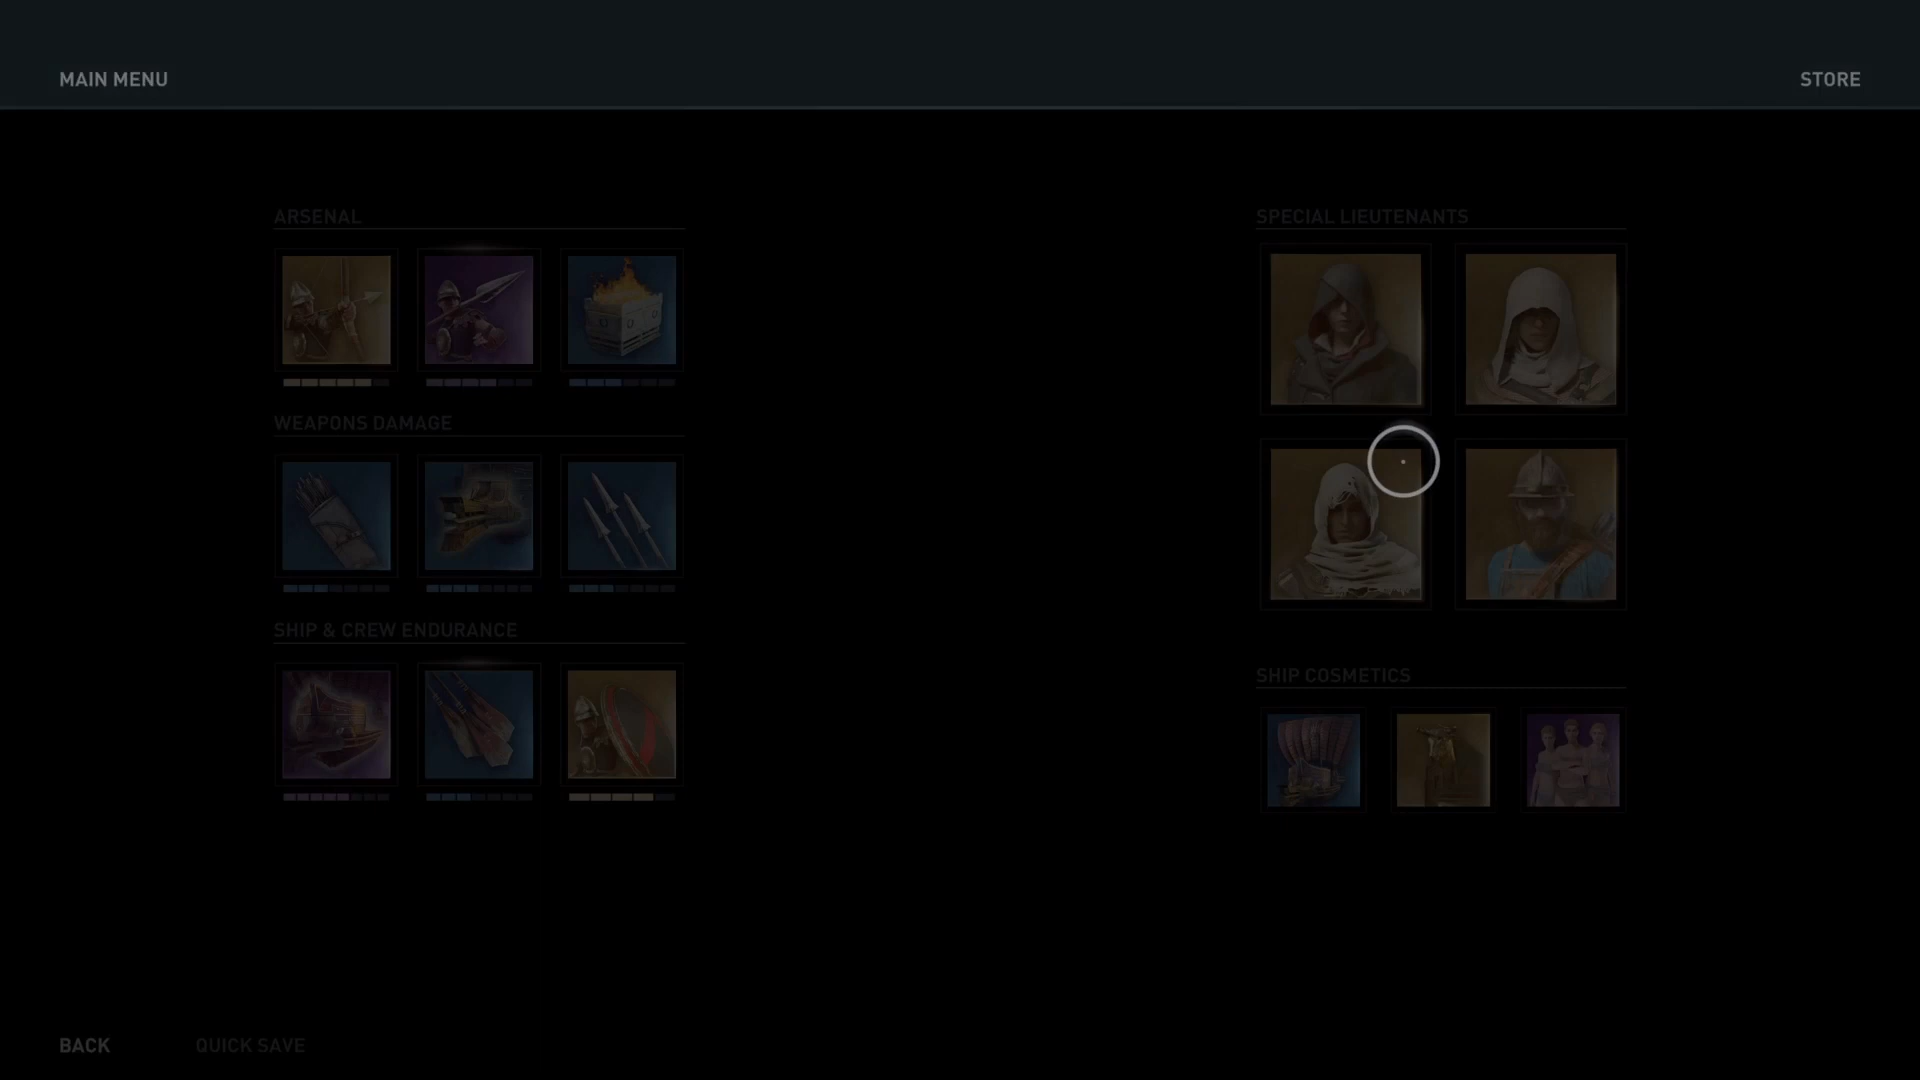 MAIN MENU
STORE
ARSENAL
SPECIAL LIEUTENANTS
WEAPONS DAMAGE
SHIP & CREW ENDURANCE
SHIP COSMETICS
BACK
QUICK SAVE